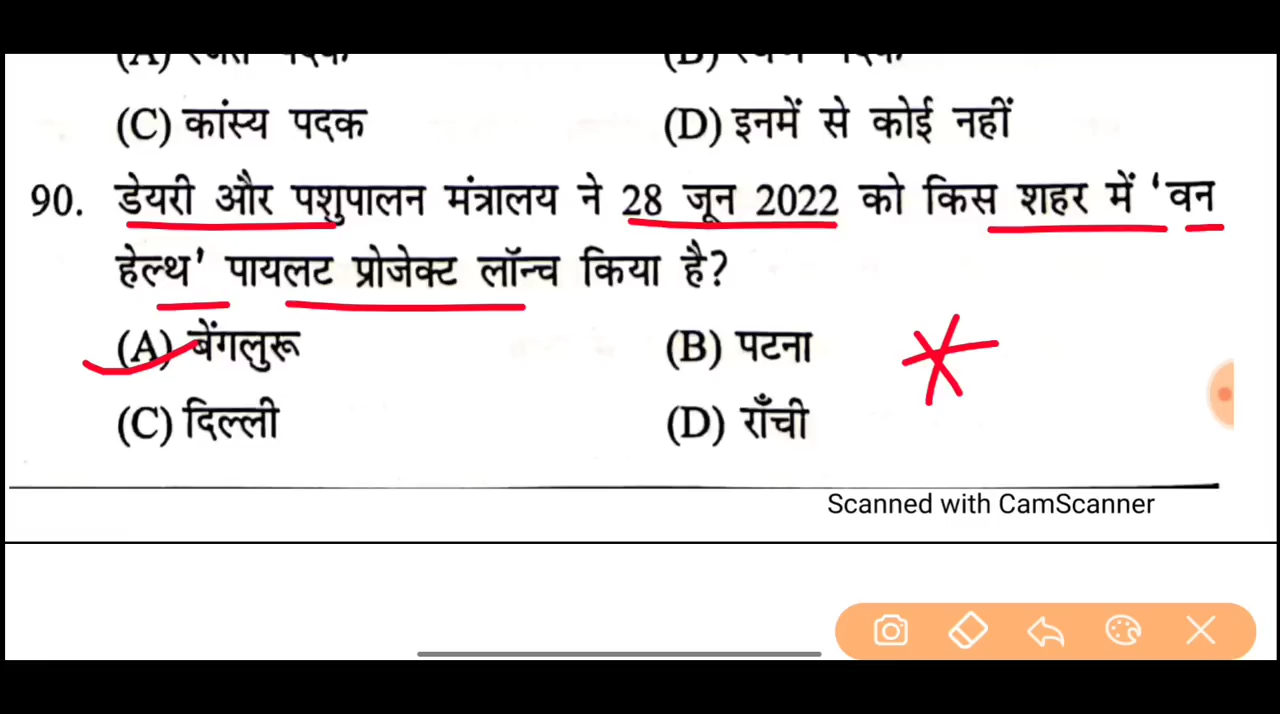 (C) कांस्य पदक (D) इनमें से कोई नहीं
90. डेयरी और पशुपालन मंत्रालय ने 28 जून 2022 को किस शहर में ‘वन
हेल्थ’ पायलट प्रोजेक्ट लॉन्च किया है?
(A) बेंगलुरू (B) पटना
(C) दिल्ली (D) राँची
Scanned with CamScanner